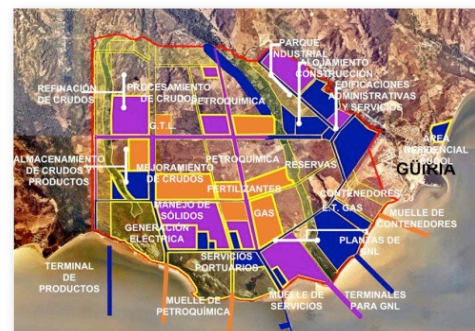 PARQUE
INDUSTRIAL
ALOJAMIENTO
CONSTRUCCIÓN
EDIFICACIONES
ADMINISTRATIVAS
Y SERVICIOS
REFINACIÓN
DE CRUDOS
PROCESAMIENTO
DE CRUDOS
PETROQUÍMICA
G.T.L.
ÁREA
RESIDENCIAL
GÜIRIA
ALMACENAMIENTO
DE CRUDOS Y
PRODUCTOS
MEJORAMIENTO
DE CRUDOS
PETROQUÍMICA
RESERVAS
FERTILIZANTES
CONTENEDORES
E.T. GAS
MANEJO DE
SÓLIDOS
GAS
MUELLE DE
CONTENEDORES
GENERACIÓN
ELÉCTRICA
SERVICIOS
PORTUARIOS
PLANTAS DE
GNL
TERMINAL
DE
PRODUCTOS
MUELLE DE
PETROQUÍMICA
MUELLE DE
SERVICIOS
TERMINALES
PARA GNL